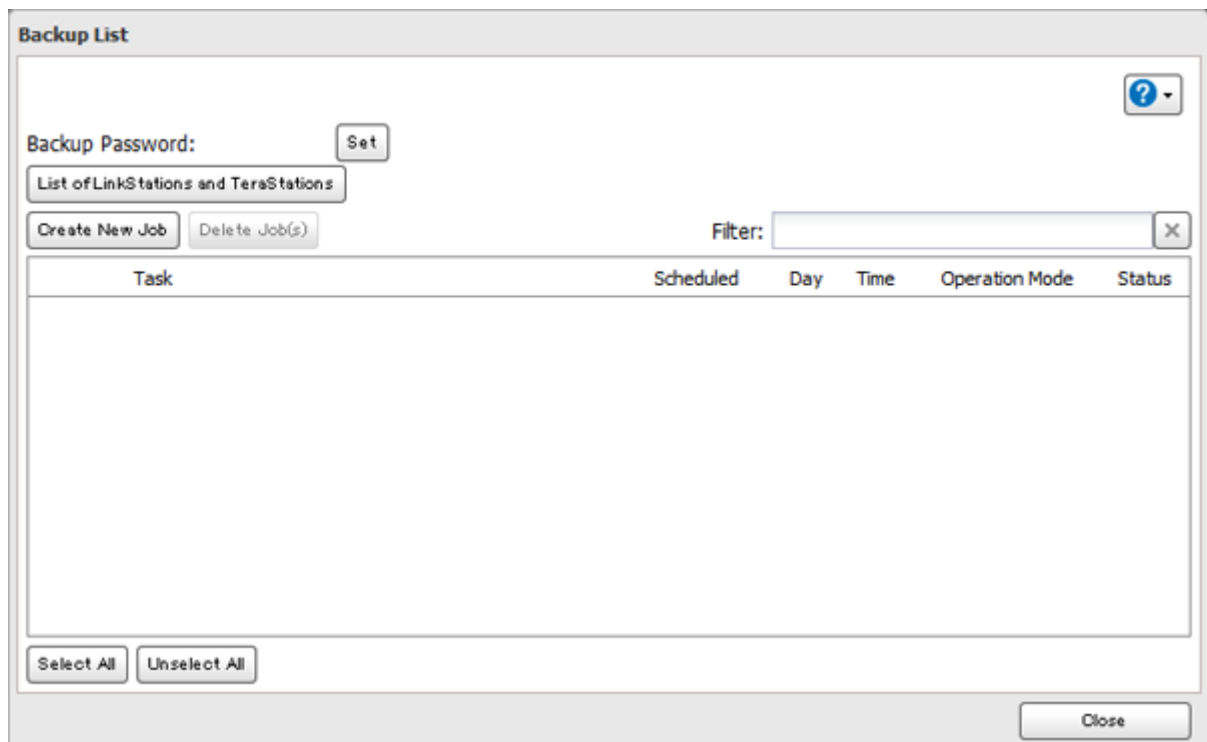 Backup List
?
Backup Password: Set
List of LinkStations and TeraStations
Create New Job Delete Job(s) Filter:
Task Scheduled Day Time Operation Mode Status
Select All Unselect All
Close